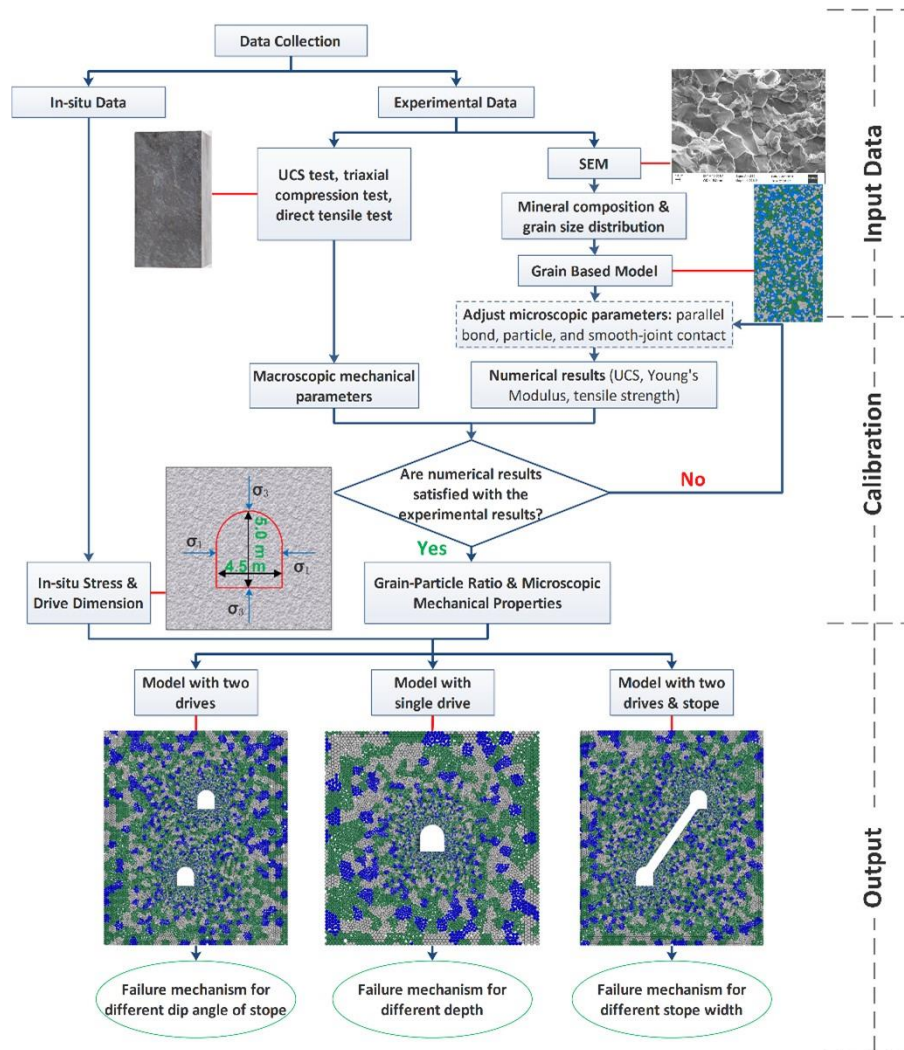 Data Collection
In-situ Data
Experimental Data
UCS test, triaxial
compression test,
direct tensile test
SEM
Mineral composition &
grain size distribution
Grain Based Model
Input Data
Adjust microscopic parameters: parallel
bond, particle, and smooth-joint contact
Macroscopic mechanical
parameters
Numerical results (UCS, Young's
Modulus, tensile strength)
Calibration
Are numerical results
satisfied with the
experimental results?
No
Yes
In-situ Stress &
Drive Dimension
σ3
σ1
5.0 m
4.5 m
σ1
σ3
Grain-Particle Ratio & Microscopic
Mechanical Properties
Model with two
drives
Model with
single drive
Model with two
drives & stope
Output
Failure mechanism for
different dip angle of stope
Failure mechanism for
different depth
Failure mechanism for
different stope width